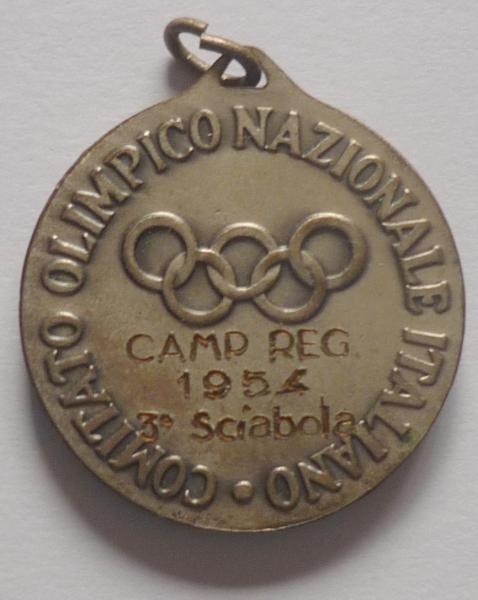 COMITATO OLIMPICO NAZIONALE ITALIANO
CAMP REG
1954
3° Sciabola